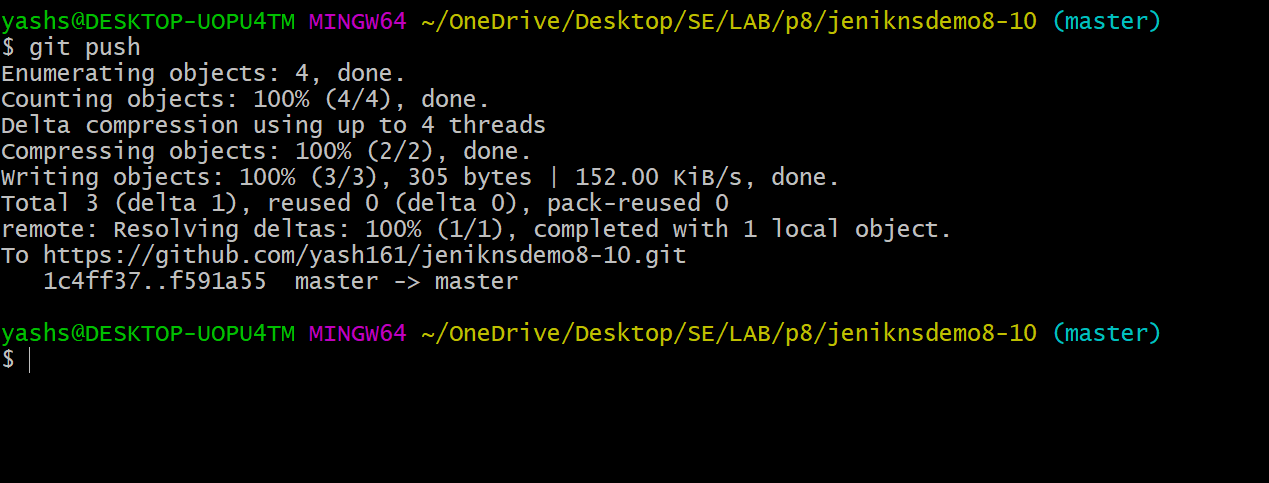 yashs@DESKTOP-UOPU4TM MINGW64 ~/OneDrive/Desktop/SE/LAB/p8/jeniknsdemo8-10 (master)
$ git push
Enumerating objects: 4, done.
Counting objects: 100% (4/4), done.
Delta compression using up to 4 threads
Compressing objects: 100% (2/2), done.
Writing objects: 100% (3/3), 305 bytes | 152.00 KiB/s, done.
Total 3 (delta 1), reused 0 (delta 0), pack-reused 0
remote: Resolving deltas: 100% (1/1), completed with 1 local object.
To https://github.com/yash161/jeniknsdemo8-10.git
   1c4ff37..f591a55  master -> master
yashs@DESKTOP-UOPU4TM MINGW64 ~/OneDrive/Desktop/SE/LAB/p8/jeniknsdemo8-10 (master)
$